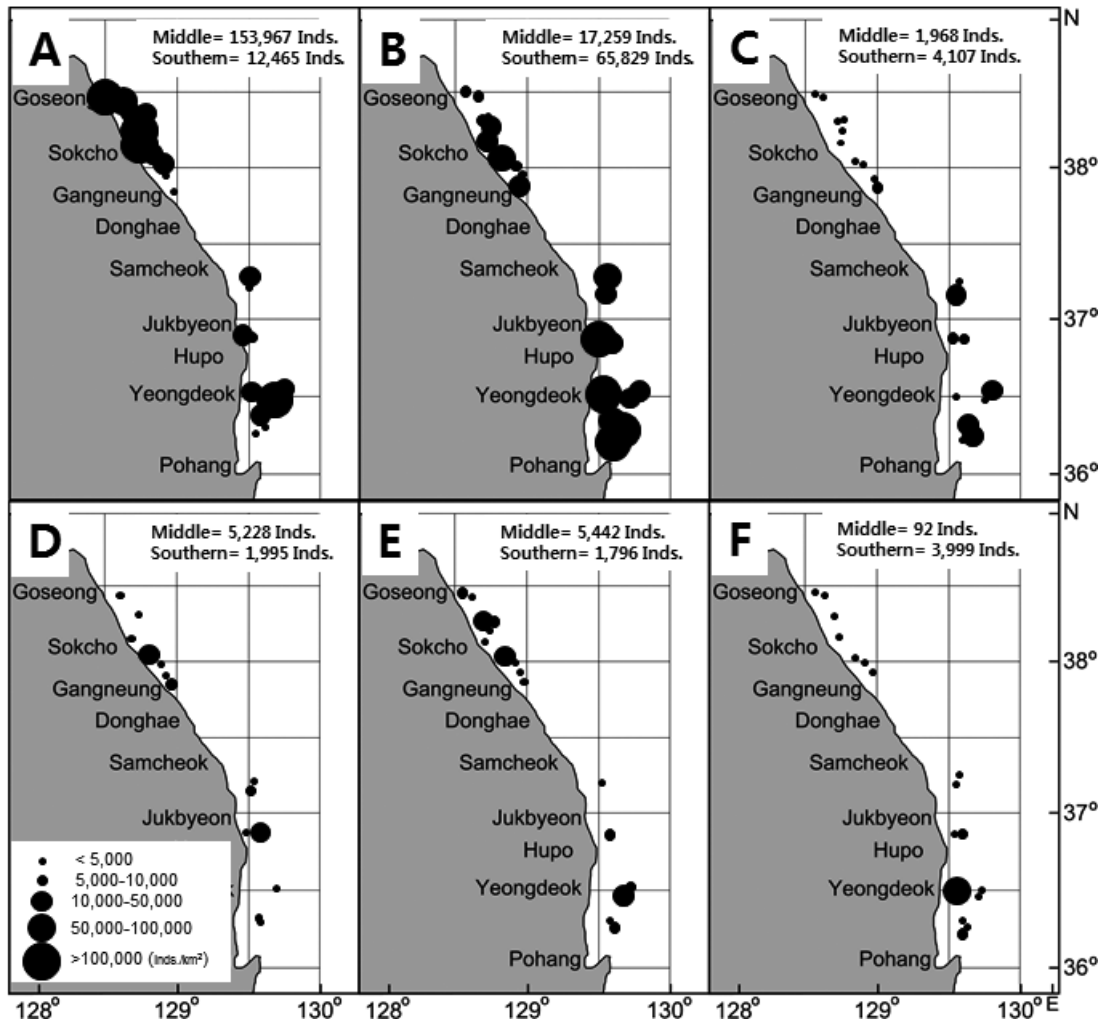 A
Middle= 153,967 Inds.
Southern= 12,465 Inds.
Goseong
Sokcho
Gangneung
Donghae
Samcheok
Jukbyeon
Hupo
Yeongdeok
Pohang
B
Middle= 17,259 Inds.
Southern= 65,829 Inds.
Goseong
Sokcho
Gangneung
Donghae
Samcheok
Jukbyeon
Hupo
Yeongdeok
Pohang
C
Middle= 1,968 Inds.
Southern= 4,107 Inds.
Goseong
Sokcho
Gangneung
Donghae
Samcheok
Jukbyeon
Hupo
Yeongdeok
Pohang
N
38°
37°
36°
D
Middle= 5,228 Inds.
Southern= 1,995 Inds.
Goseong
Sokcho
Gangneung
Donghae
Samcheok
Jukbyeon
< 5,000
5,000-10,000
10,000-50,000
50,000-100,000
>100,000 (Inds./km²)
E
Middle= 5,442 Inds.
Southern= 1,796 Inds.
Goseong
Sokcho
Gangneung
Donghae
Samcheok
Jukbyeon
Hupo
Yeongdeok
Pohang
F
Middle= 92 Inds.
Southern= 3,999 Inds.
Goseong
Sokcho
Gangneung
Donghae
Samcheok
Jukbyeon
Hupo
Yeongdeok
Pohang
N
38°
37°
36°
128° 129° 130° 129° 130° 129° 130° E